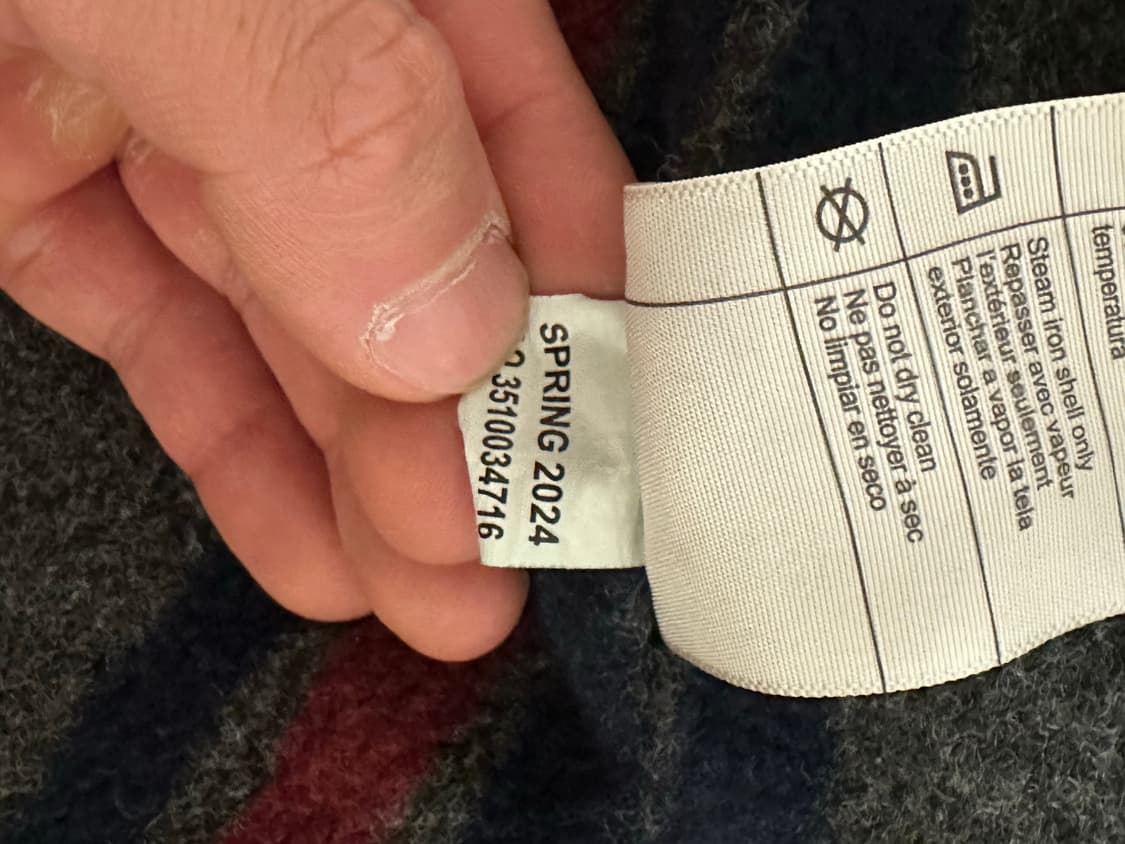 SPRING 2024
3510034716
temperatura
Steam iron shell only
Repasser avec vapeur
l'extérieur seulement
Planchar a vapor la tela
exterior solamente
Do not dry clean
Ne pas nettoyer à sec
No limpiar en seco